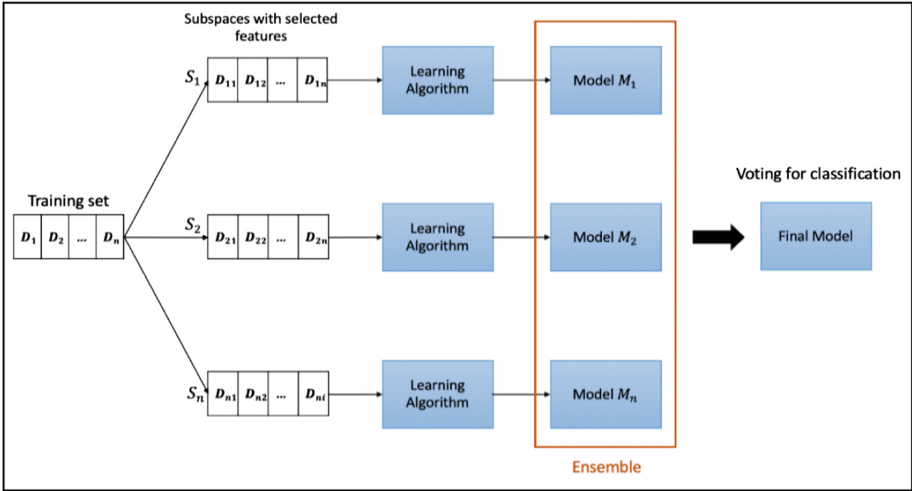 Subspaces with selected
features
S₁
D₁₁ D₁₂ ... D₁ₙ
Learning
Algorithm
Model M₁
Training set
D₁ D₂ ... Dₙ
S₂
D₂₁ D₂₂ ... D₂ₙ
Learning
Algorithm
Model M₂
Voting for classification
Final Model
Sₙ
Dₙ₁ Dₙ₂ ... Dₙᵢ
Learning
Algorithm
Model Mₙ
Ensemble